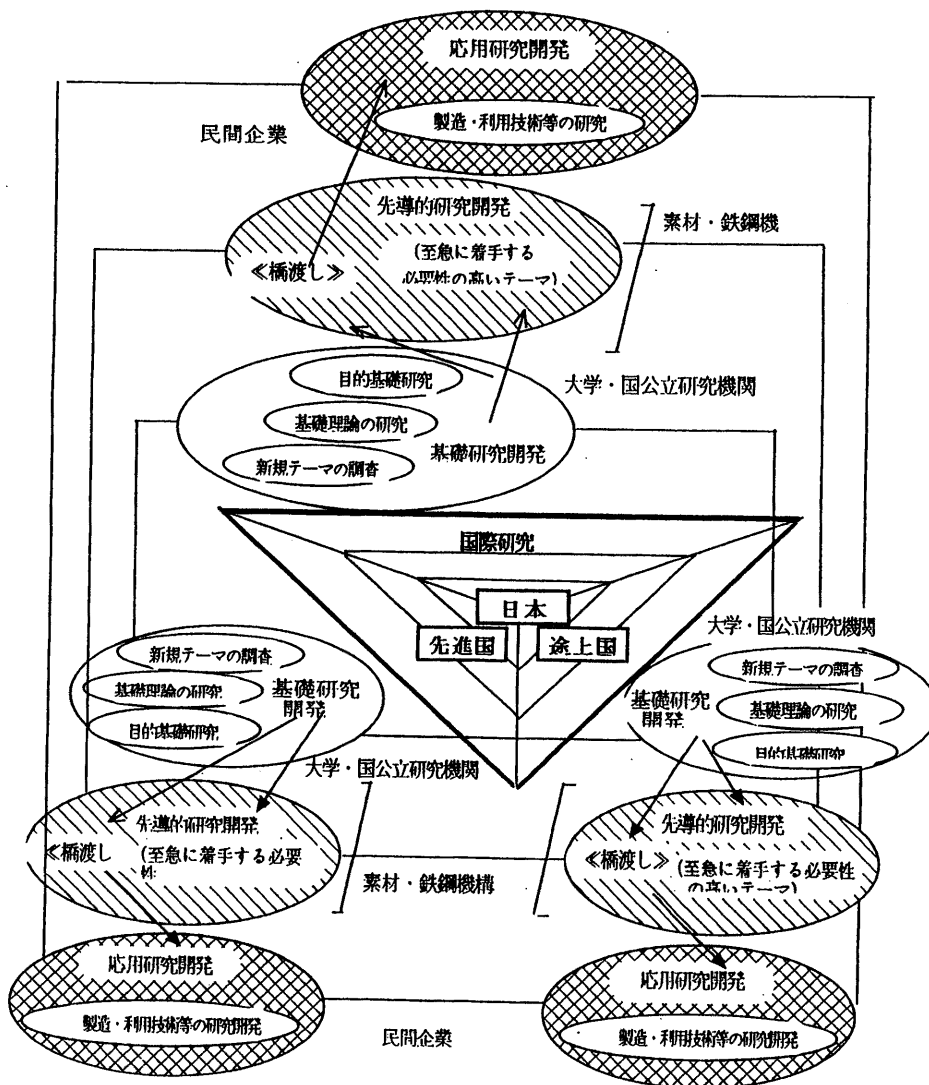 応用研究開発
製造・利用技術等の研究
民間企業
先導的研究開発
(至急に着手する
必要性の高いテーマ)
≪橋渡し≫
素材・鉄鋼機
大学・国公立研究機関
目的基礎研究
基礎理論の研究
新規テーマの調査
基礎研究開発
国際研究
日本
先進国
途上国
新規テーマの調査
基礎理論の研究
目的基礎研究
基礎研究
開発
大学・国公立研究機関
大学・国公立研究機関
新規テーマの調査
基礎理論の研究
目的基礎研究
基礎研究
開発
先導的研究開発
≪橋渡し
(至急に着手する必要
性
素材・鉄鋼機構
先導的研究開発
≪橋渡し≫
(至急に着手する必要性
の高いテーマ)
応用研究開発
製造・利用技術等の研究開発
民間企業
応用研究開発
製造・利用技術等の研究開発